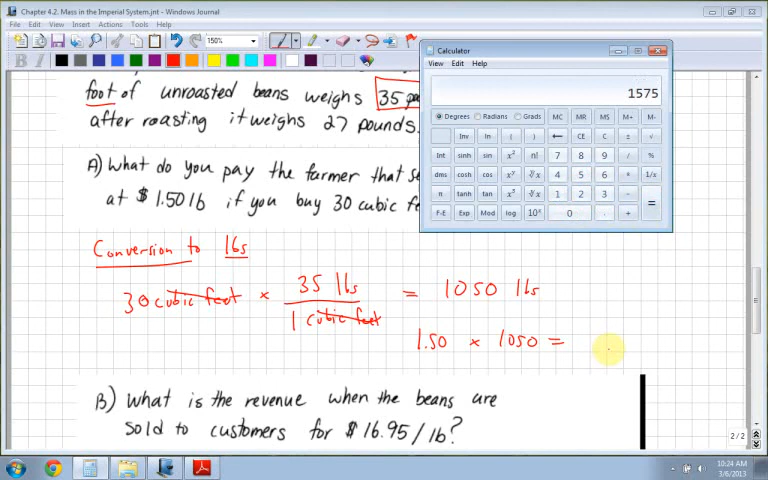 Chapter 4.2. Mass in the Imperial System.jnt - Windows Journal
File Edit View Insert Actions Tools Help
150%
B I
Calculator
View Edit Help
1575
Degrees Radians Grads MC MR MS M+ M-
Inv ln ( ) ← CE C ± √
Int sinh sin x² n! 7 8 9 / %
dms cosh cos xʸ ʸ√x 4 5 6 * 1/x
π tanh tan x³ ³√x 1 2 3 - =
F-E Exp Mod log 10ˣ 0 . +
foot of unroasted beans weighs 35
after roasting it weighs 27 pounds.
A) What do you pay the farmer that
at $1.50 lb if you buy 30 cubic
Conversion to lbs
30 cubic feet × 35 lbs = 1050 lbs
1 cubic feet
1.50 × 1050 =
B) What is the revenue when the beans are
sold to customers for $16.95/lb?
2/2
10:24 AM
3/6/2013